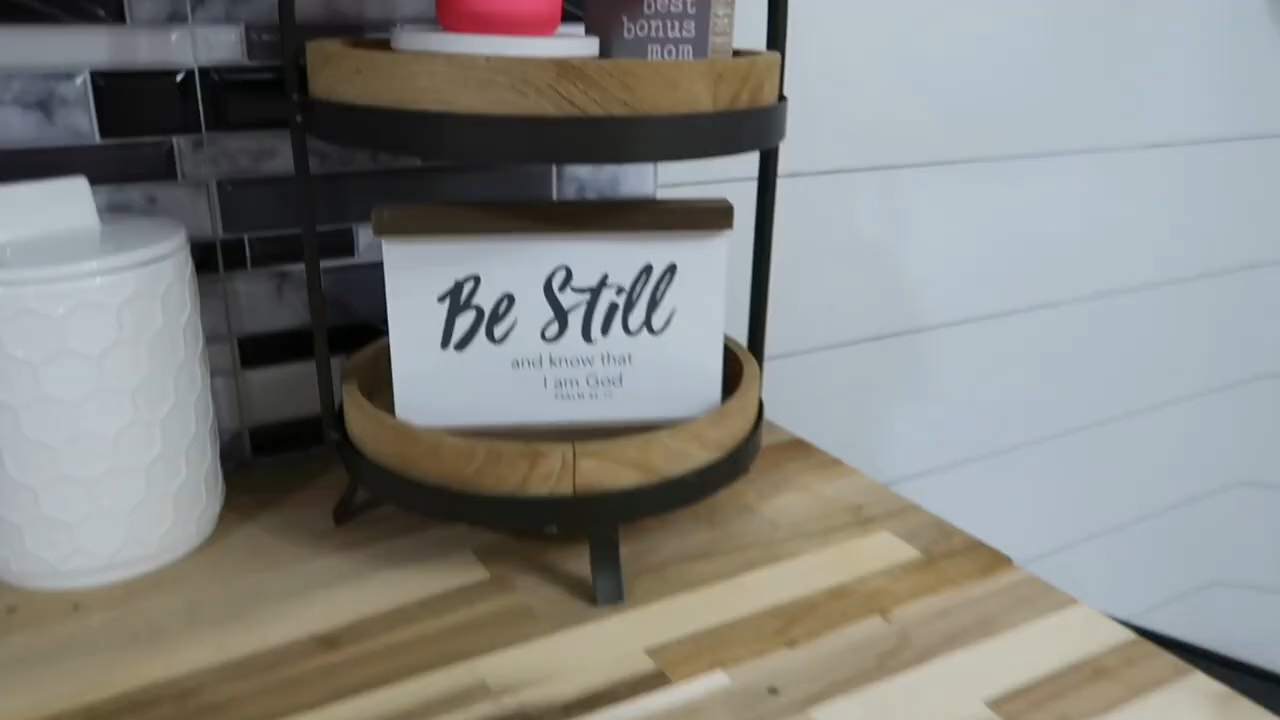 best
bonus
mom
Be Still
and know that
I am God